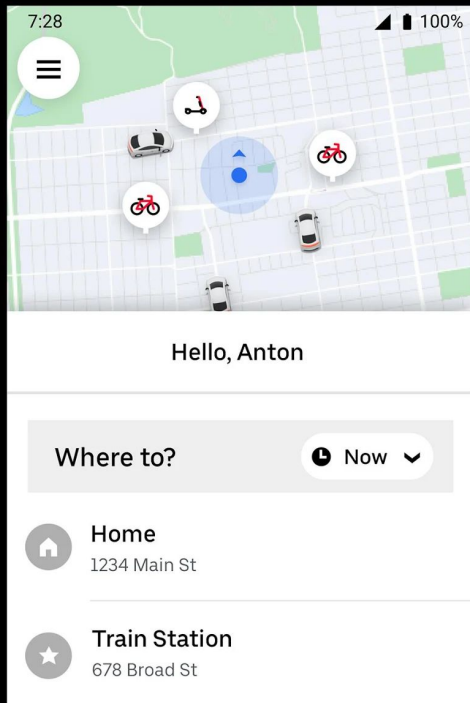 7:28 100%
Hello, Anton
Where to? Now
Home
1234 Main St
Train Station
678 Broad St